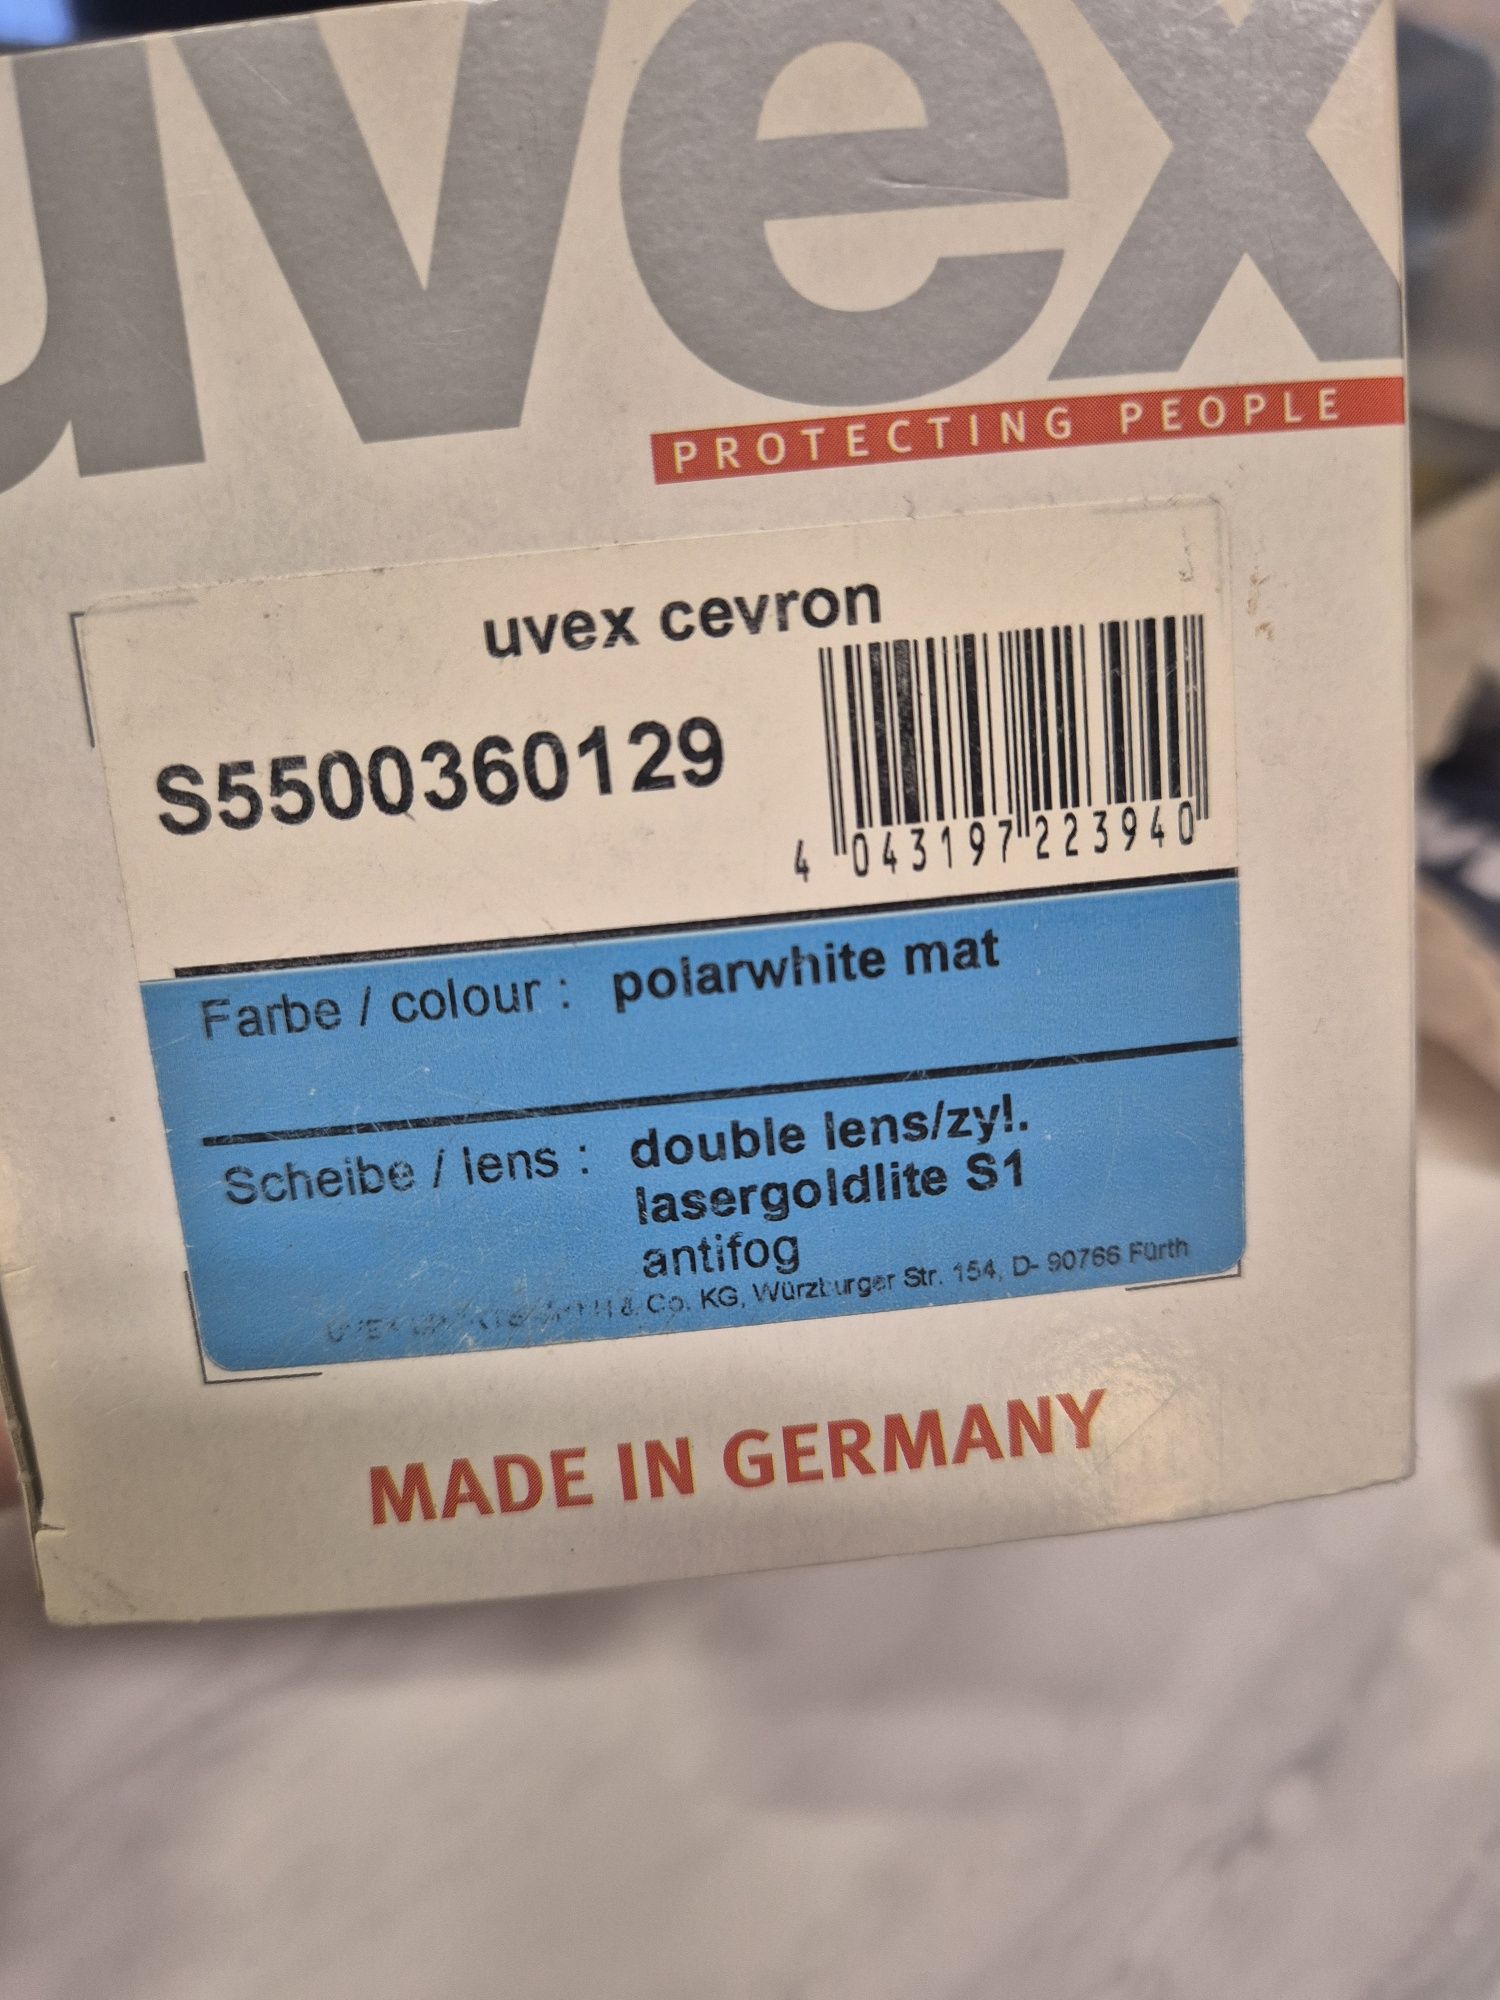 uvex
PROTECTING PEOPLE
uvex cevron
S5500360129
4 043197 223940
Farbe / colour : polarwhite mat
Scheibe / lens : double lens/zyl.
lasergoldlite S1
antifog
& Co. KG, Würzburger Str. 154, D- 90766 Fürth
MADE IN GERMANY